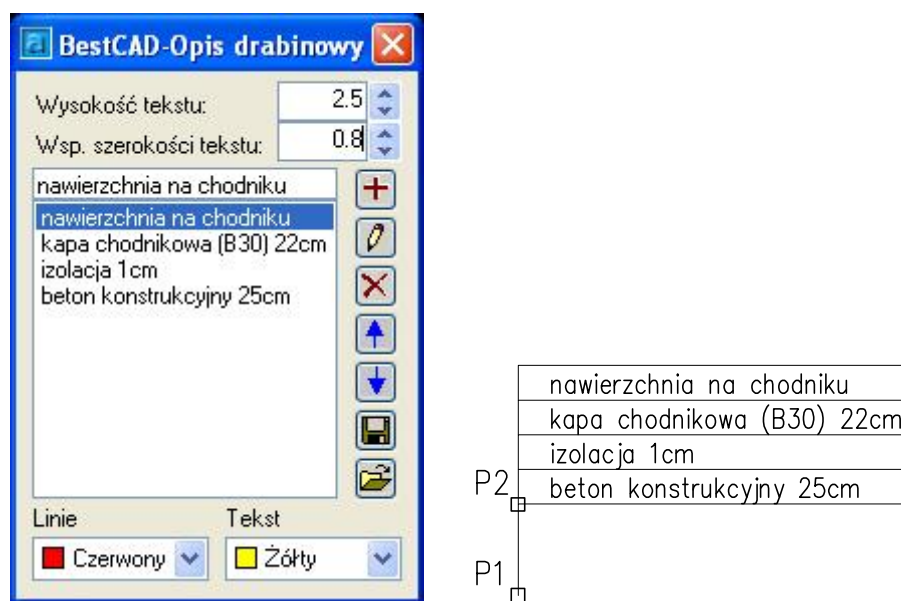 BestCAD-Opis drabinowy
Wysokość tekstu: 2.5
Wsp. szerokości tekstu: 0.8
nawierzchnia na chodniku
nawierzchnia na chodniku
kapa chodnikowa (B30) 22cm
izolacja 1cm
beton konstrukcyjny 25cm
Linie Tekst
Czerwony Żółty
nawierzchnia na chodniku
kapa chodnikowa (B30) 22cm
izolacja 1cm
P2 beton konstrukcyjny 25cm
P1